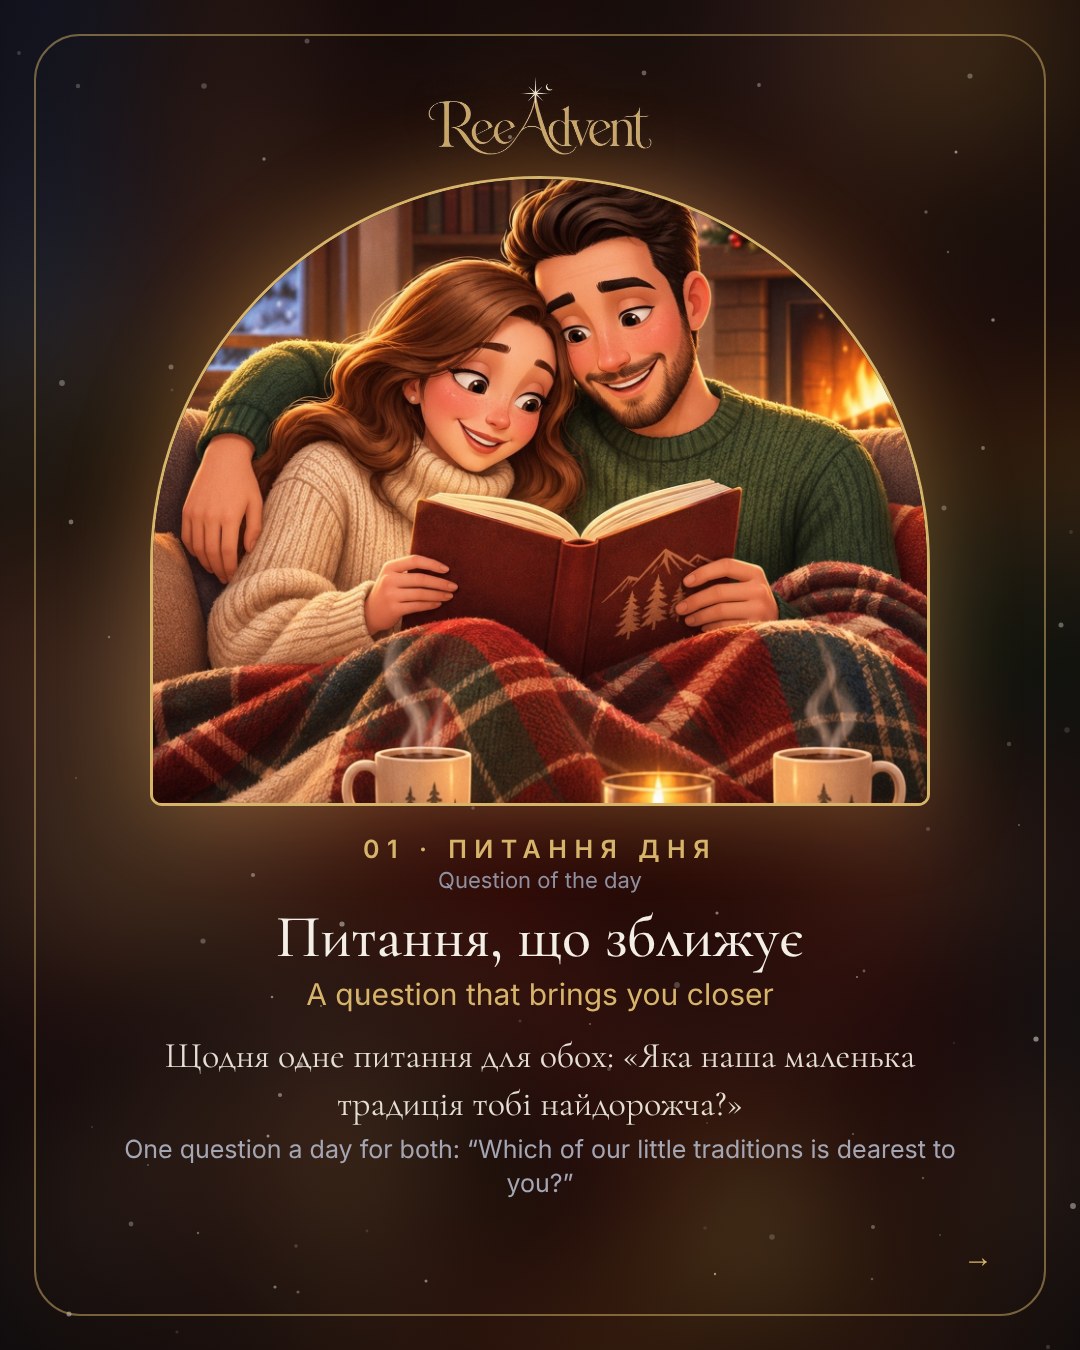 ReeAdvent
01 · ПИТАННЯ ДНЯ
Question of the day
Питання, що зближує
A question that brings you closer
Щодня одне питання для обох: «Яка наша маленька
традиція тобі найдорожча?»
One question a day for both: “Which of our little traditions is dearest to
you?”
→